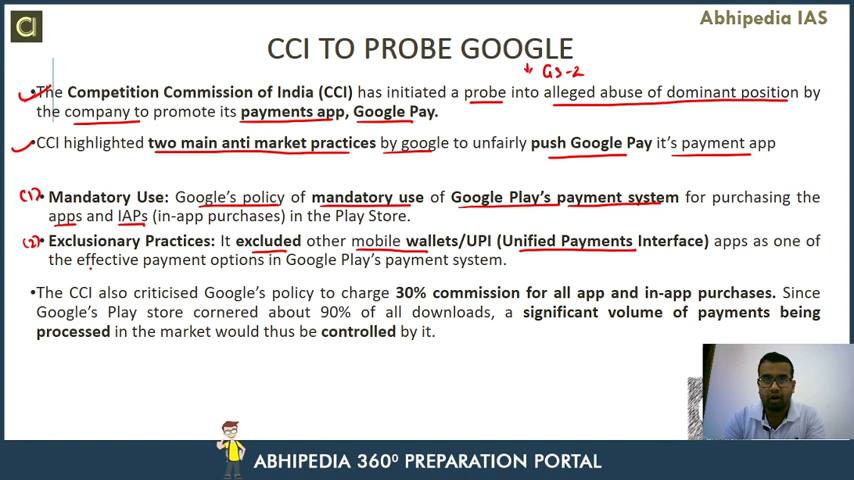 Abhipedia IAS
CCI TO PROBE GOOGLE
GS-2
•The Competition Commission of India (CCI) has initiated a probe into alleged abuse of dominant position by
the company to promote its payments app, Google Pay.
•CCI highlighted two main anti market practices by google to unfairly push Google Pay it's payment app
(1) • Mandatory Use: Google's policy of mandatory use of Google Play's payment system for purchasing the
apps and IAPs (in-app purchases) in the Play Store.
(2) • Exclusionary Practices: It excluded other mobile wallets/UPI (Unified Payments Interface) apps as one of
the effective payment options in Google Play's payment system.
•The CCI also criticised Google's policy to charge 30% commission for all app and in-app purchases. Since
Google's Play store cornered about 90% of all downloads, a significant volume of payments being
processed in the market would thus be controlled by it.
ABHIPEDIA 360⁰ PREPARATION PORTAL